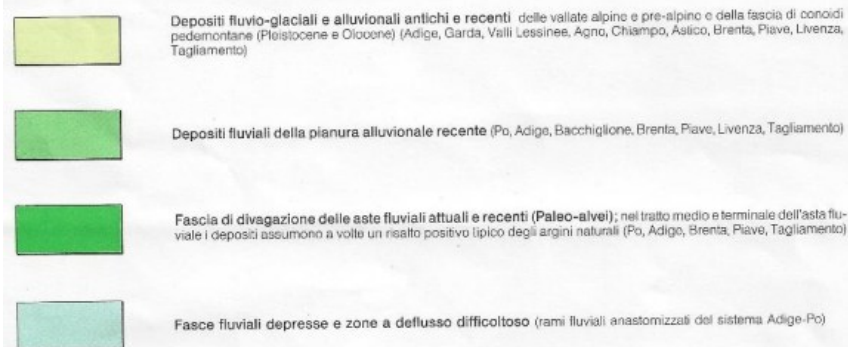 Depositi fluvio-glaciali e alluvionali antichi e recenti delle vallate alpine e pre-alpine e della fascia di conoidi
pedemontane (Pleistocene e Olocene) (Adige, Garda, Valli Lessinee, Agno, Chiampo, Astico, Brenta, Piave, Livenza,
Tagliamento)
Depositi fluviali della pianura alluvionale recente (Po, Adige, Bacchiglione, Brenta, Piave, Livenza, Tagliamento)
Fascia di divagazione delle aste fluviali attuali e recenti (Paleo-alvei); nel tratto medio e terminale dell'asta flu-
viale i depositi assumono a volte un risalto positivo tipico degli argini naturali (Po, Adige, Brenta, Piave, Tagliamento)
Fasce fluviali depresse e zone a deflusso difficoltoso (rami fluviali anastomizzati del sistema Adige-Po)